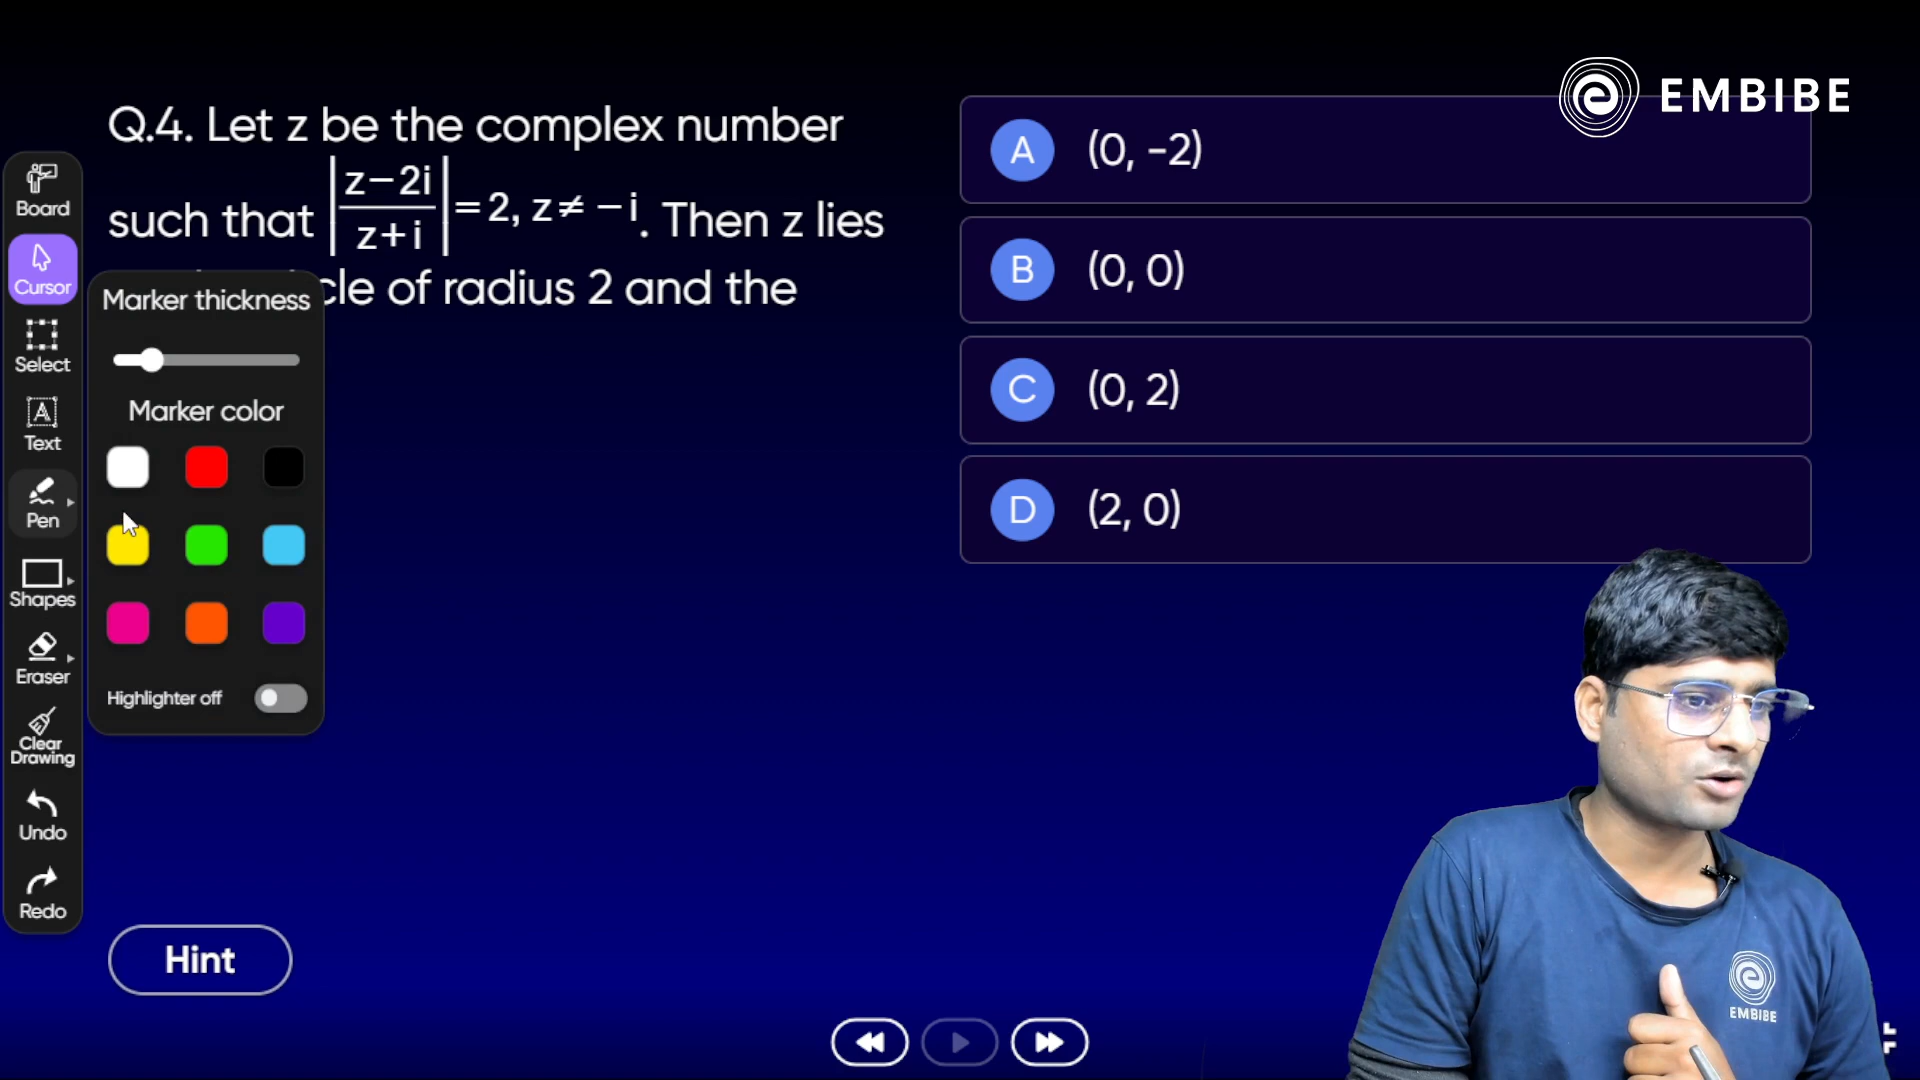 EMBIBE
Q.4. Let z be the complex number
such that |z−2i/z+i|=2, z≠ −i. Then z lies
cle of radius 2 and the
A (0, -2)
B (0, 0)
C (0, 2)
D (2, 0)
Board
Cursor
Select
Text
Pen
Shapes
Eraser
Clear
Drawing
Undo
Redo
Marker thickness
Marker color
Highlighter off
Hint
EMBIBE